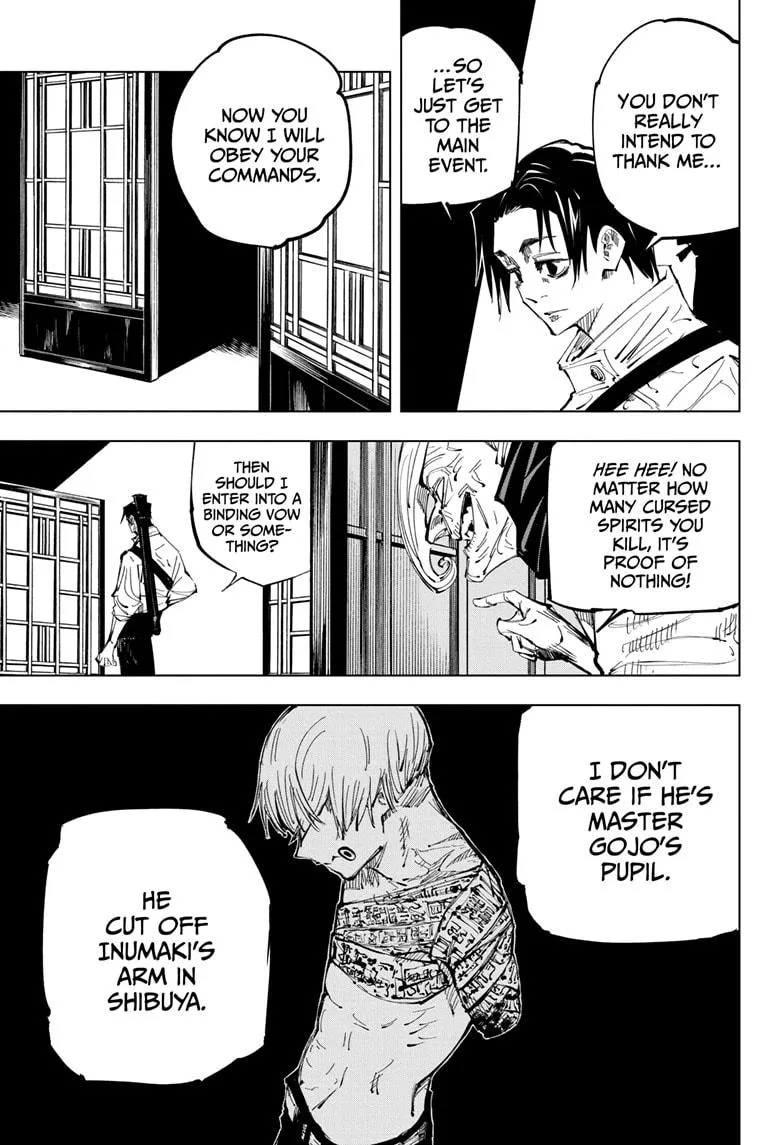 YOU DON'T
REALLY
INTEND TO
THANK ME...
...SO
LET'S
JUST GET
TO THE
MAIN
EVENT.
NOW YOU
KNOW I WILL
OBEY YOUR
COMMANDS.
HEE HEE! NO
MATTER HOW
MANY CURSED
SPIRITS YOU
KILL, IT'S
PROOF OF
NOTHING!
THEN
SHOULD I
ENTER INTO A
BINDING VOW
OR SOME-
THING?
I DON'T
CARE IF HE'S
MASTER
GOJO'S
PUPIL.
HE
CUT OFF
INUMAKI'S
ARM IN
SHIBUYA.